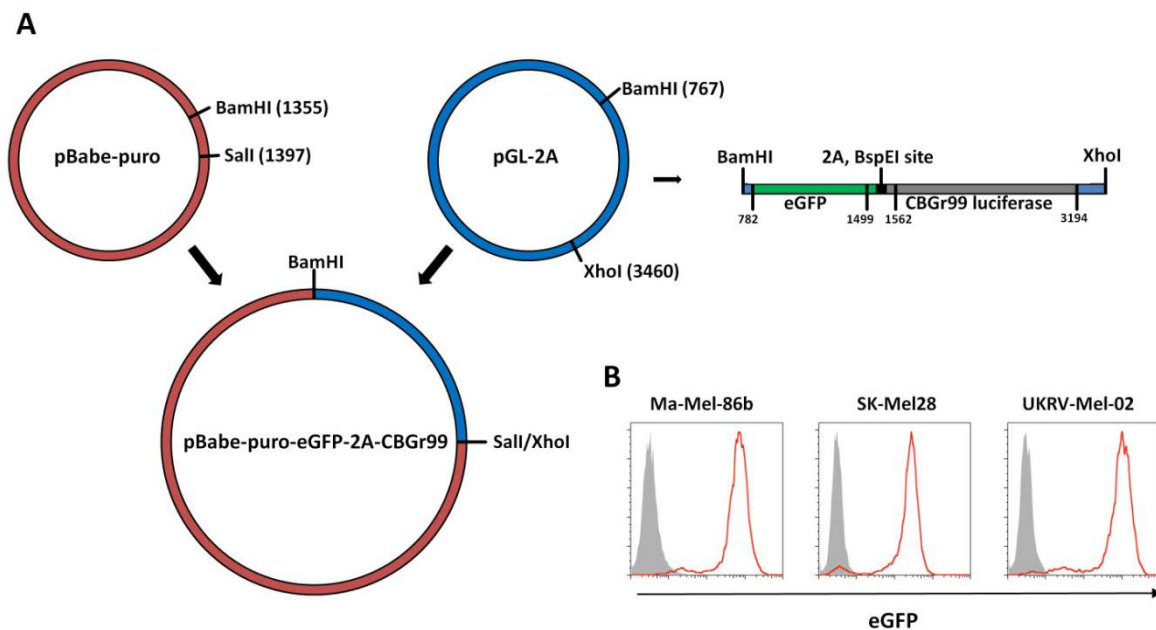 A
BamHI (1355)
SalI (1397)
pBabe-puro
BamHI (767)
pGL-2A
XhoI (3460)
BamHI
2A, BspEI site
XhoI
eGFP
CBGr99 luciferase
782
1499
1562
3194
BamHI
pBabe-puro-eGFP-2A-CBGr99
SalI/XhoI
B
Ma-Mel-86b
SK-Mel28
UKRV-Mel-02
eGFP